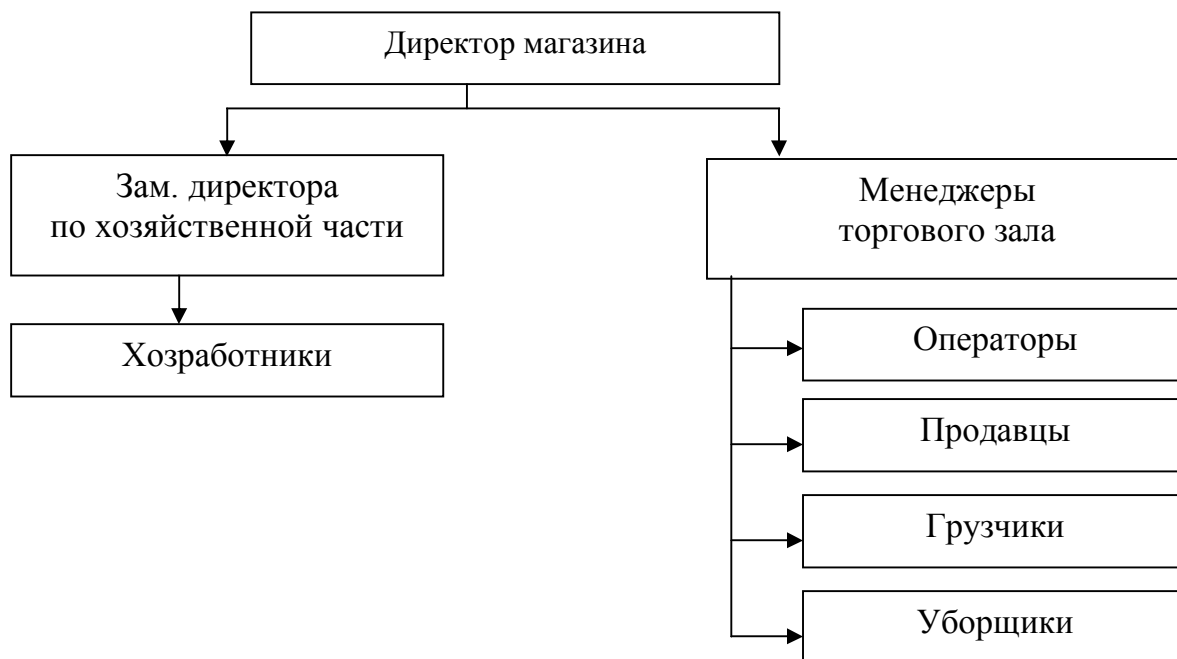 Директор магазина
Зам. директора
по хозяйственной части
Менеджеры
торгового зала
Хозработники
Операторы
Продавцы
Грузчики
Уборщики